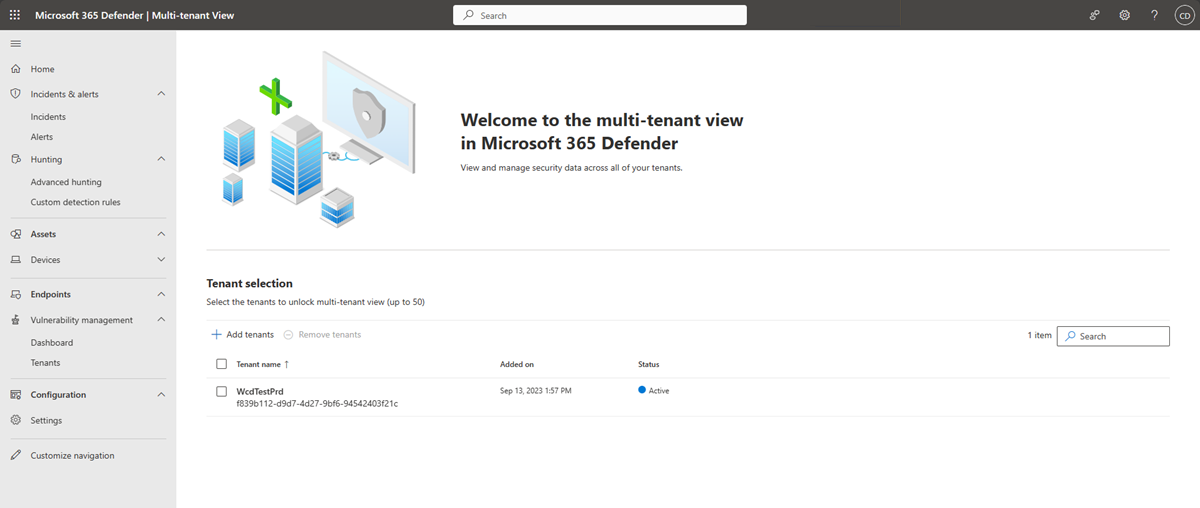 Microsoft 365 Defender | Multi-tenant View
Search
CD
Home
Incidents & alerts
Incidents
Alerts
Hunting
Advanced hunting
Custom detection rules
Assets
Devices
Endpoints
Vulnerability management
Dashboard
Tenants
Configuration
Settings
Customize navigation
Welcome to the multi-tenant view
in Microsoft 365 Defender
View and manage security data across all of your tenants.
Tenant selection
Select the tenants to unlock multi-tenant view (up to 50)
Add tenants Remove tenants 1 item Search
Tenant name ↑ Added on Status
WcdTestPrd Sep 13, 2023 1:57 PM Active
f839b112-d9d7-4d27-9bf6-94542403f21c